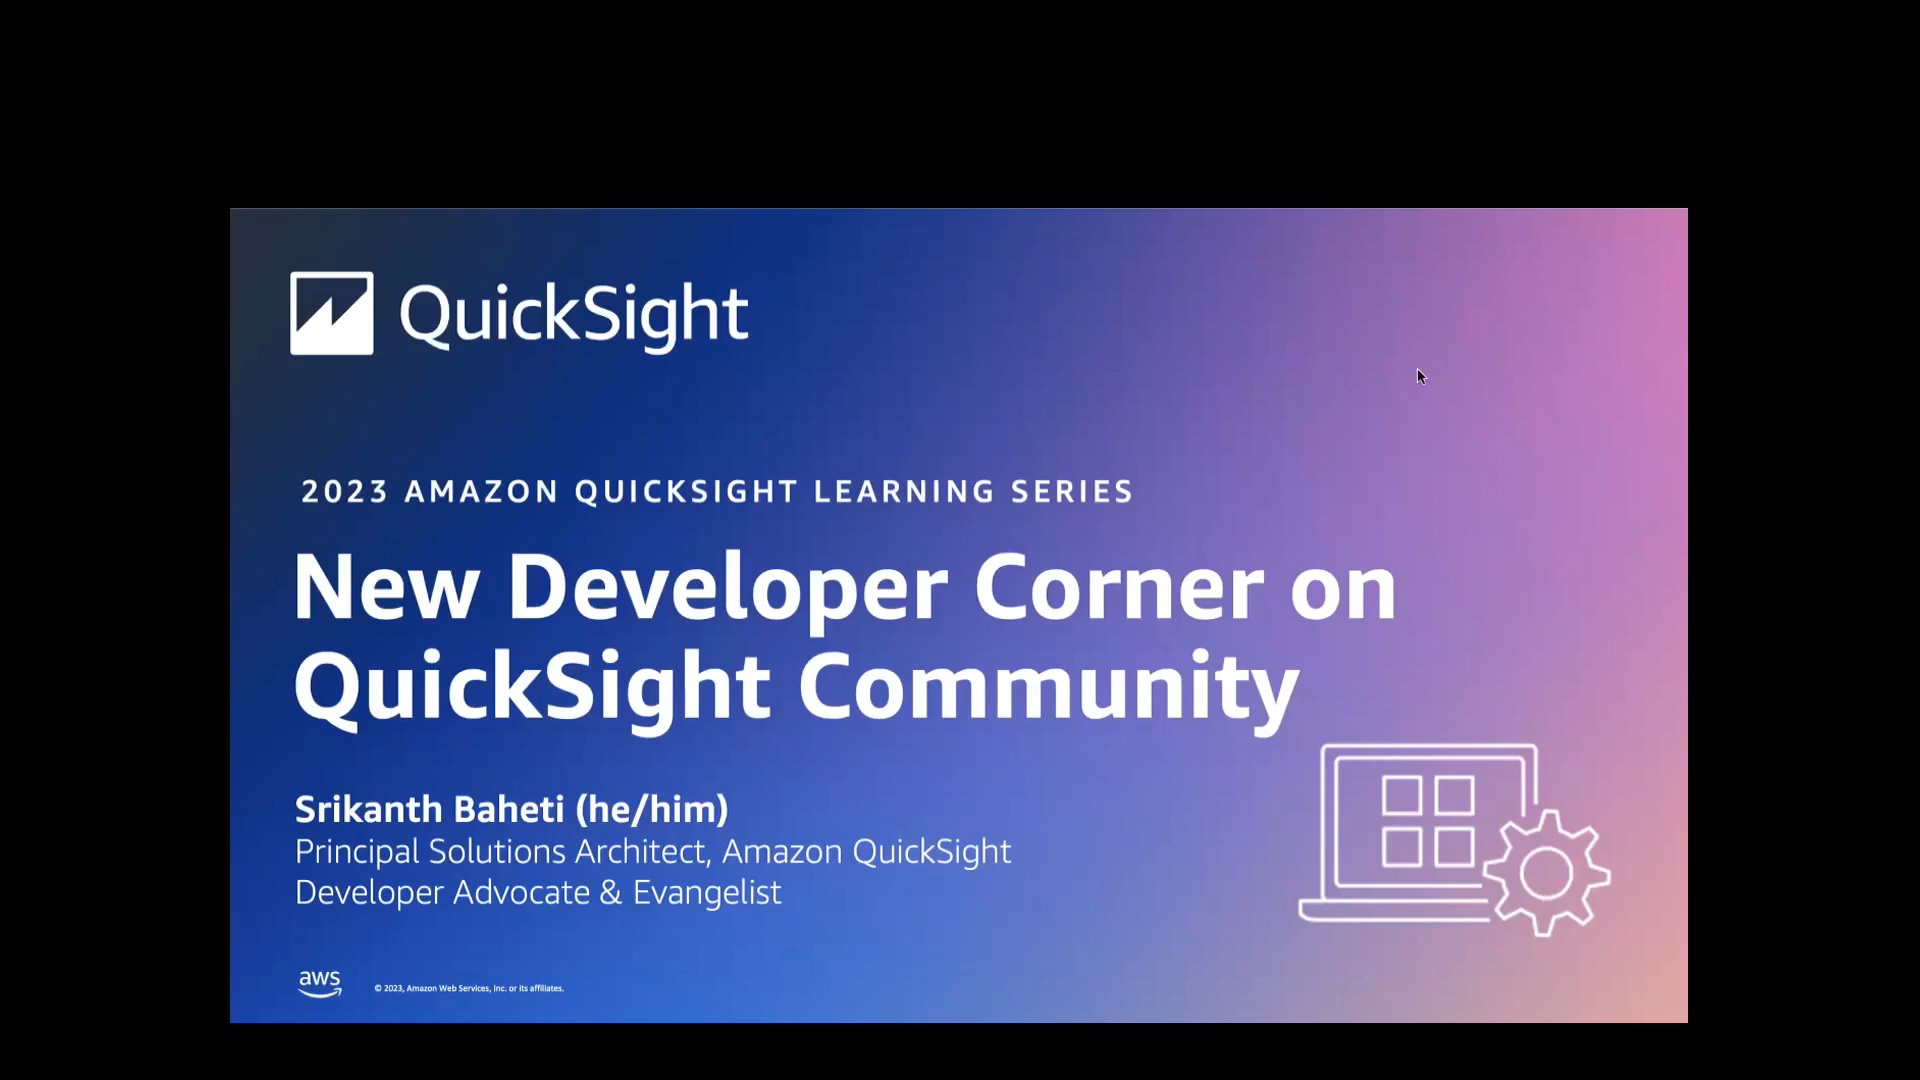 QuickSight
2023 AMAZON QUICKSIGHT LEARNING SERIES
New Developer Corner on
QuickSight Community
Srikanth Baheti (he/him)
Principal Solutions Architect, Amazon QuickSight
Developer Advocate & Evangelist
aws
© 2023, Amazon Web Services, Inc. or its affiliates.